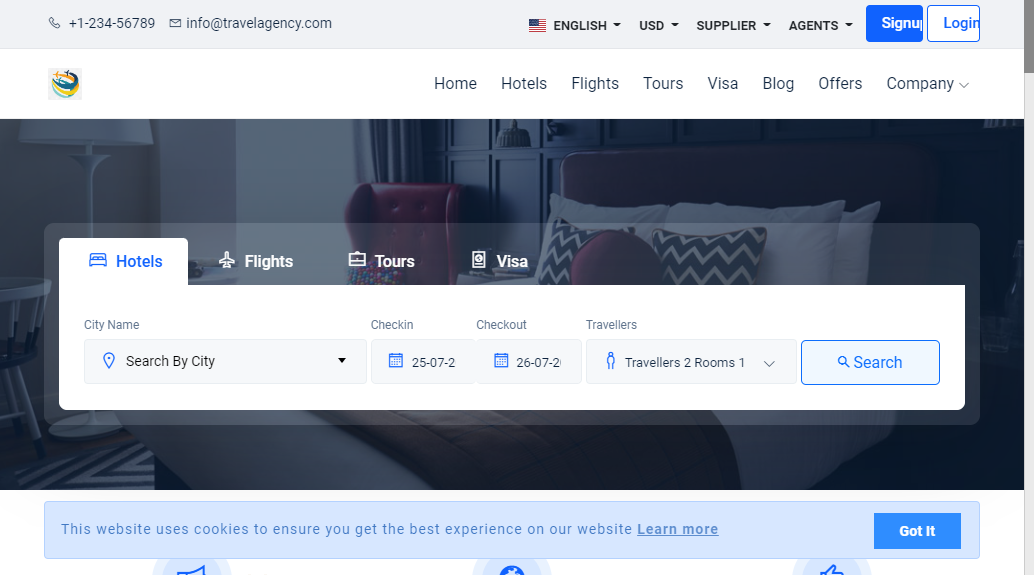 +1-234-56789 info@travelagency.com ENGLISH USD SUPPLIER AGENTS Signup Login
Home Hotels Flights Tours Visa Blog Offers Company
Hotels Flights Tours Visa
City Name Checkin Checkout Travellers
Search By City 25-07-2 26-07-2 Travellers 2 Rooms 1 Search
This website uses cookies to ensure you get the best experience on our website Learn more Got It